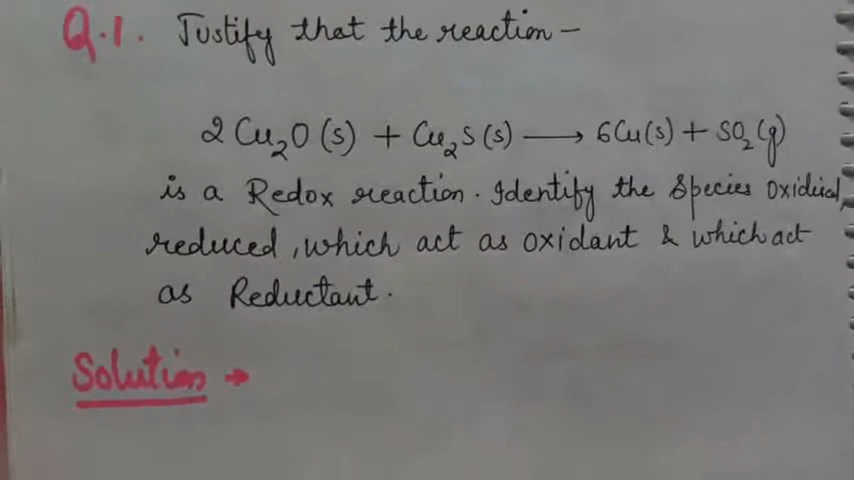 Q.1. Justify that the reaction -
2 Cu₂O (s) + Cu₂S (s) ⟶ 6Cu(s) + SO₂(g)
is a Redox reaction. Identify the Species oxidised,
reduced, which act as oxidant & which act
as Reductant.
Solution →